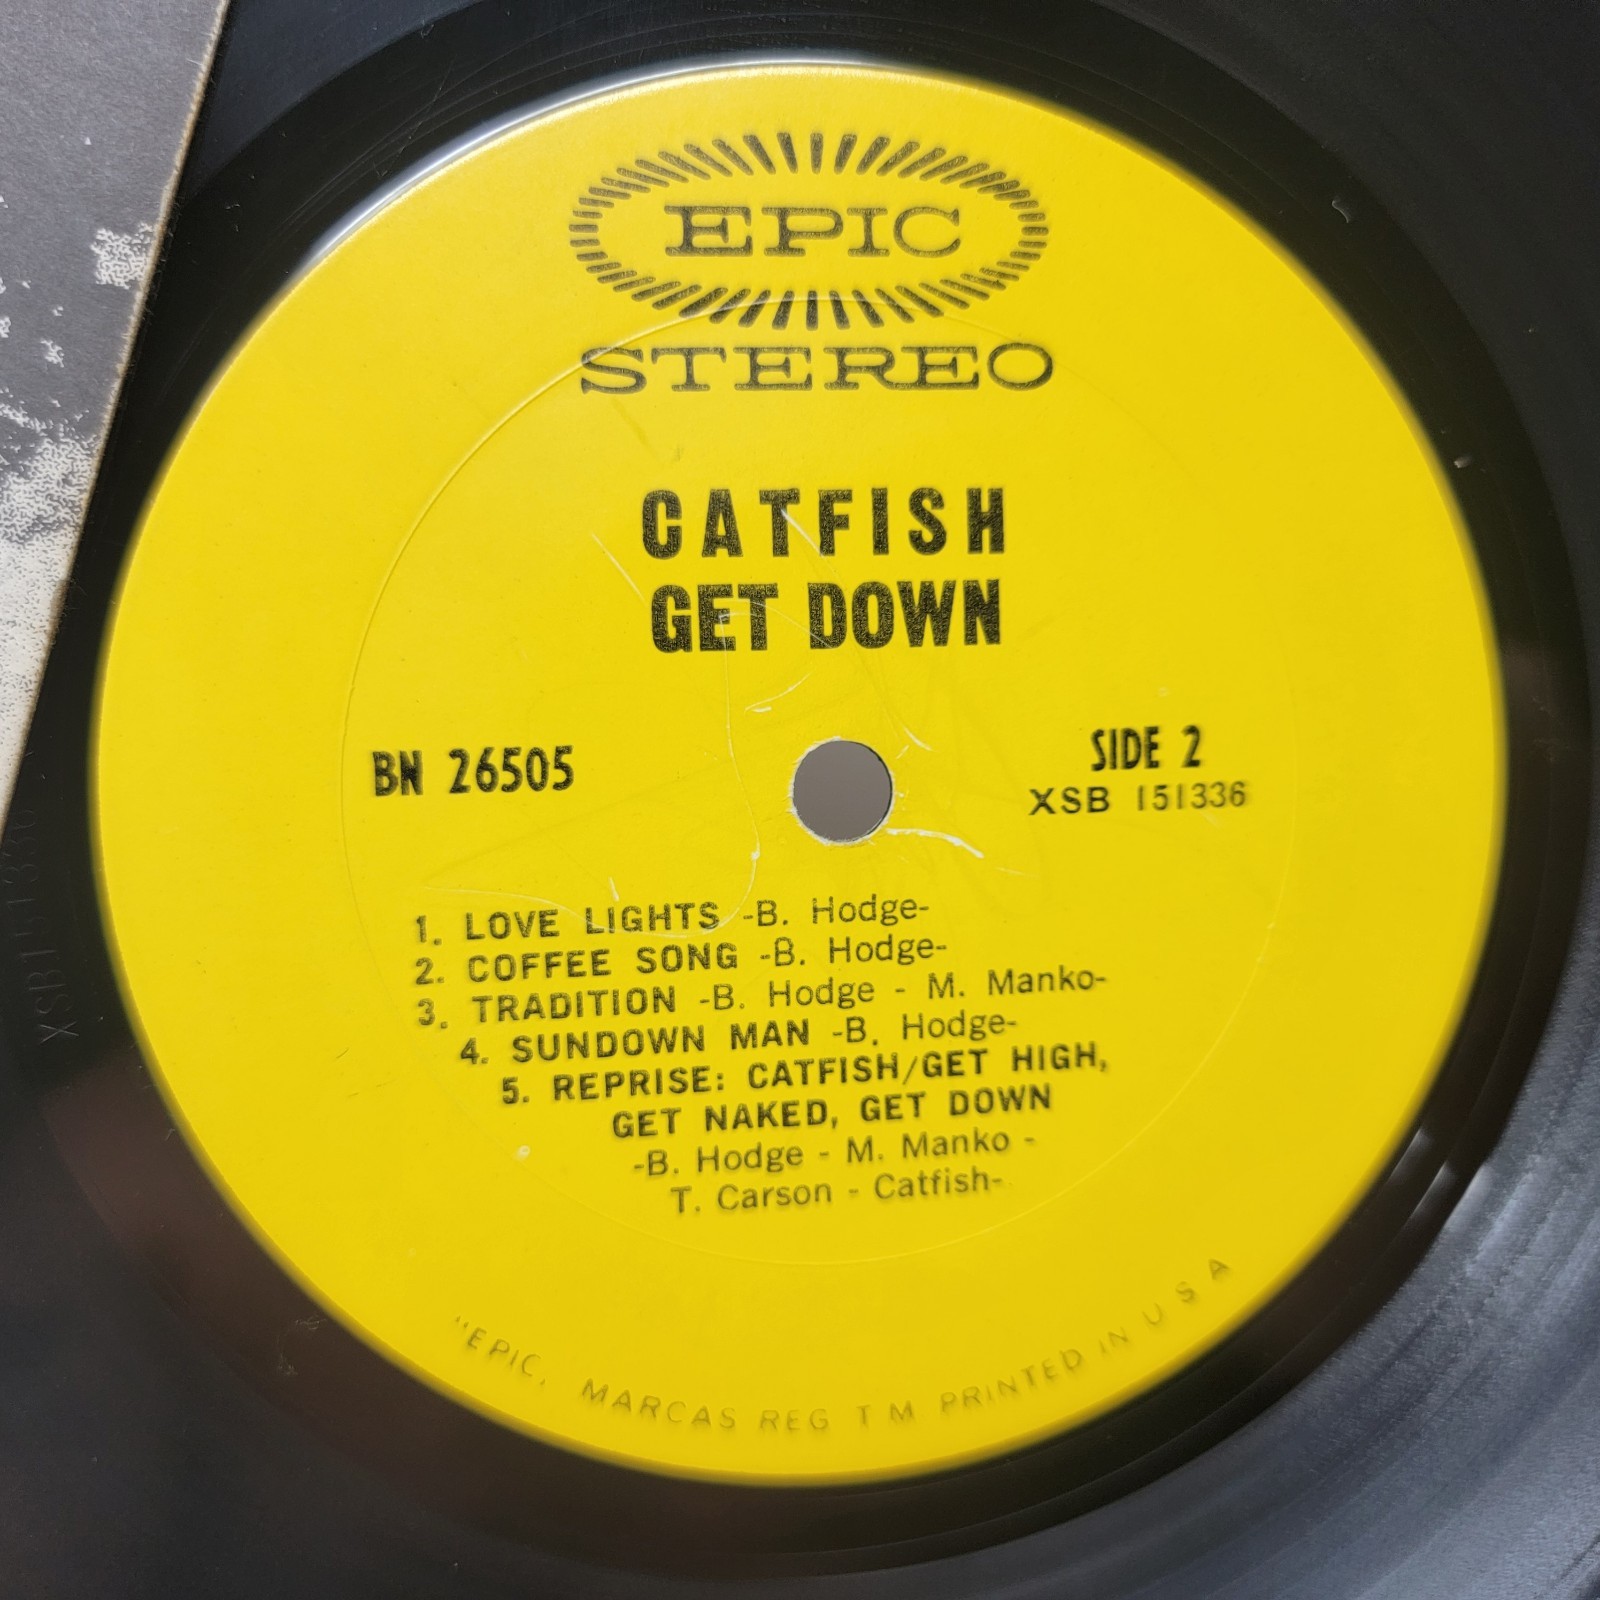 EPIC
STEREO
CATFISH
GET DOWN
BN 26505
SIDE 2
XSB 151336
1. LOVE LIGHTS -B. Hodge-
2. COFFEE SONG -B. Hodge-
3. TRADITION -B. Hodge - M. Manko-
4. SUNDOWN MAN -B. Hodge-
5. REPRISE: CATFISH/GET HIGH,
GET NAKED, GET DOWN
-B. Hodge - M. Manko -
T. Carson - Catfish-
"EPIC, MARCAS REG T M PRINTED IN U S A